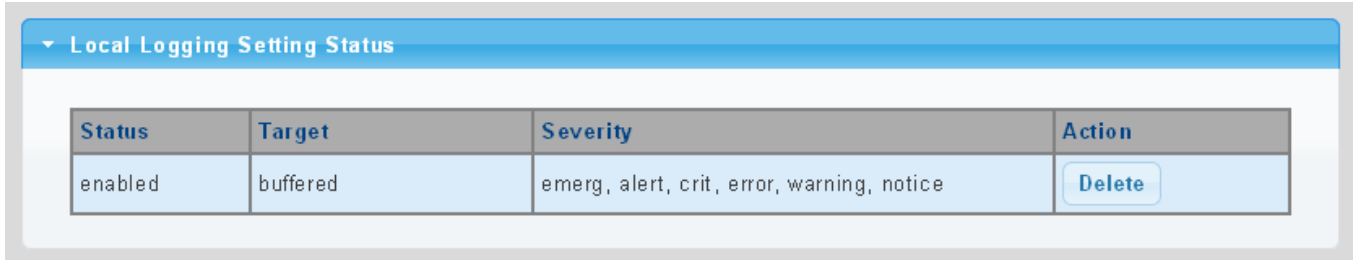 Local Logging Setting Status
Status Target Severity Action
enabled buffered emerg, alert, crit, error, warning, notice Delete